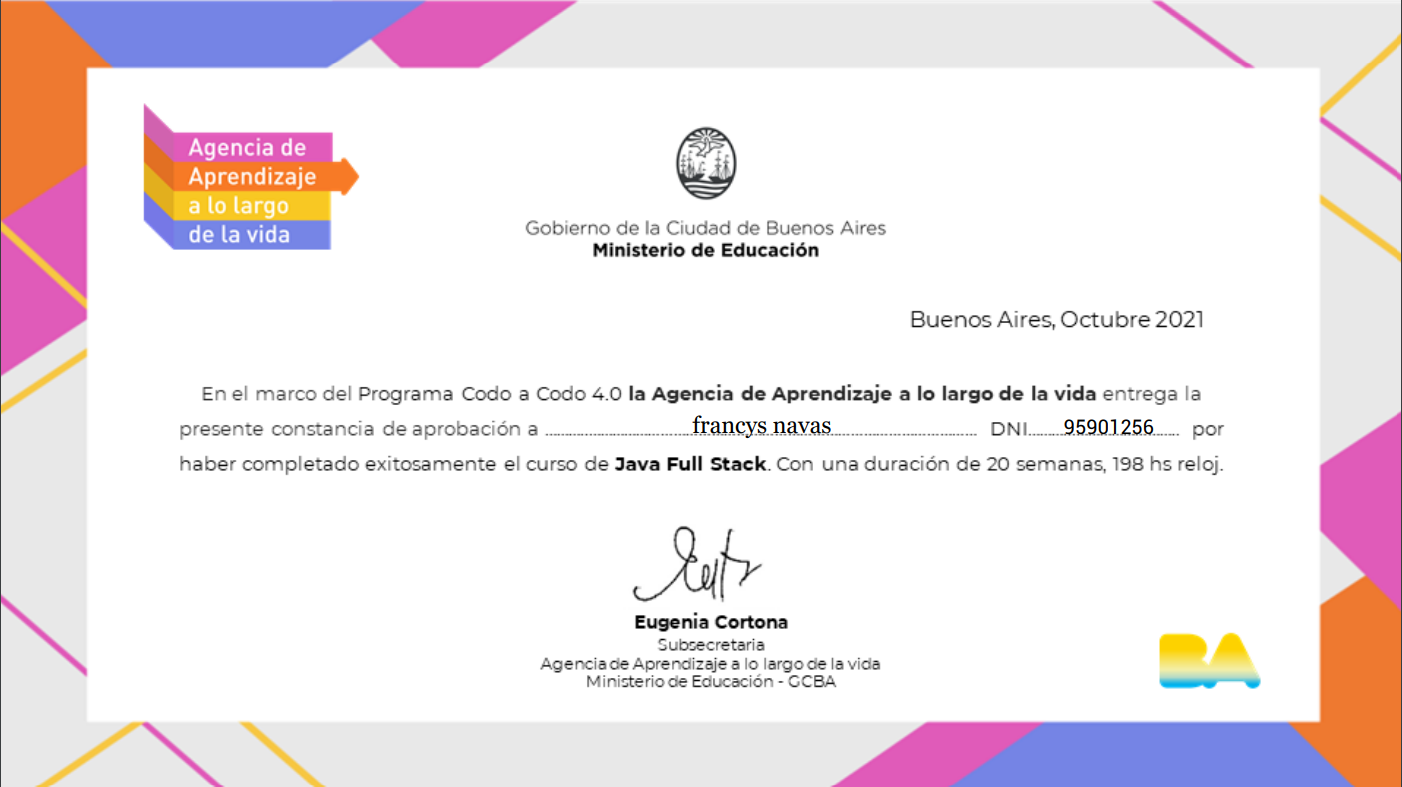 Agencia de
Aprendizaje
a lo largo
de la vida
Gobierno de la Ciudad de Buenos Aires
Ministerio de Educación
Buenos Aires, Octubre 2021
En el marco del Programa Codo a Codo 4.0 la Agencia de Aprendizaje a lo largo de la vida entrega la
presente constancia de aprobación a francys navas DNI 95901256 por
haber completado exitosamente el curso de Java Full Stack. Con una duración de 20 semanas, 198 hs reloj.
Eugenia Cortona
Subsecretaria
Agencia de Aprendizaje a lo largo de la vida
Ministerio de Educación - GCBA
BA